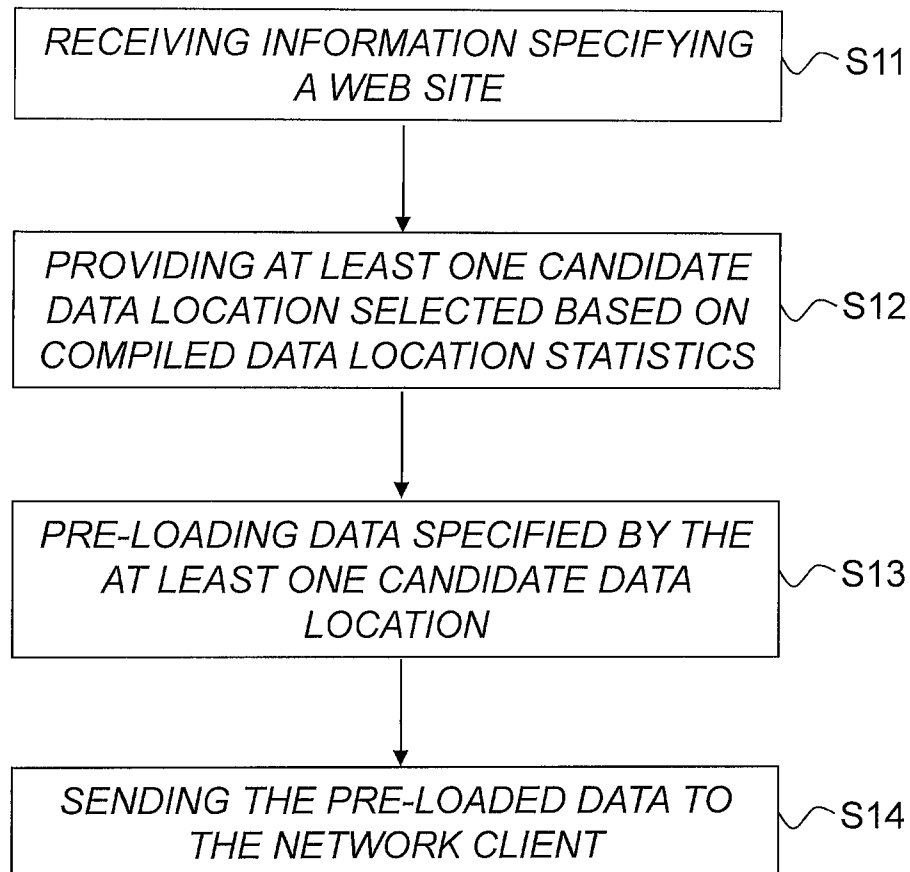 RECEIVING INFORMATION SPECIFYING
A WEB SITE
S11
PROVIDING AT LEAST ONE CANDIDATE
DATA LOCATION SELECTED BASED ON
COMPILED DATA LOCATION STATISTICS
S12
PRE-LOADING DATA SPECIFIED BY THE
AT LEAST ONE CANDIDATE DATA
LOCATION
S13
SENDING THE PRE-LOADED DATA TO
THE NETWORK CLIENT
S14